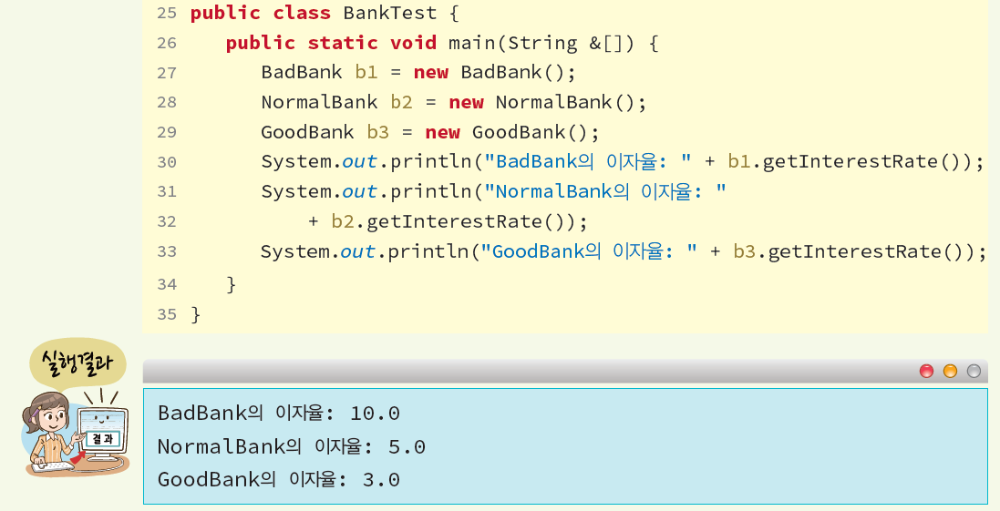 25 public class BankTest {
26 public static void main(String &[]) {
27 BadBank b1 = new BadBank();
28 NormalBank b2 = new NormalBank();
29 GoodBank b3 = new GoodBank();
30 System.out.println("BadBank의 이자율: " + b1.getInterestRate());
31 System.out.println("NormalBank의 이자율: "
32 + b2.getInterestRate());
33 System.out.println("GoodBank의 이자율: " + b3.getInterestRate());
34 }
35 }
실행결과
결과
BadBank의 이자율: 10.0
NormalBank의 이자율: 5.0
GoodBank의 이자율: 3.0